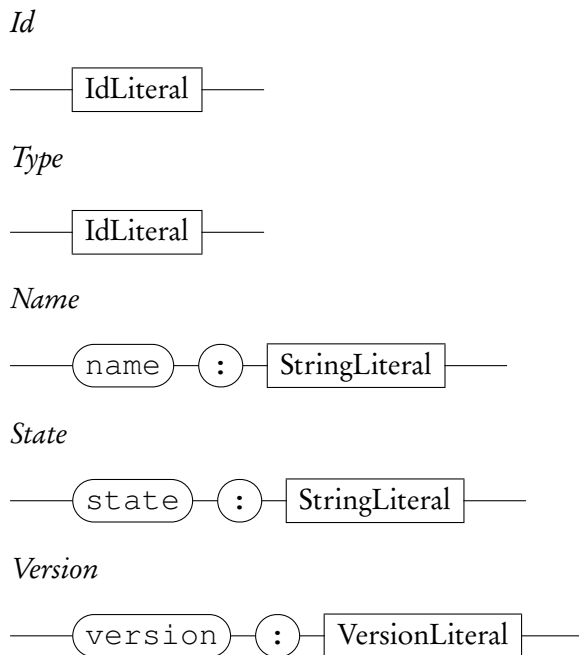 Id
IdLiteral
Type
IdLiteral
Name
name : StringLiteral
State
state : StringLiteral
Version
version : VersionLiteral